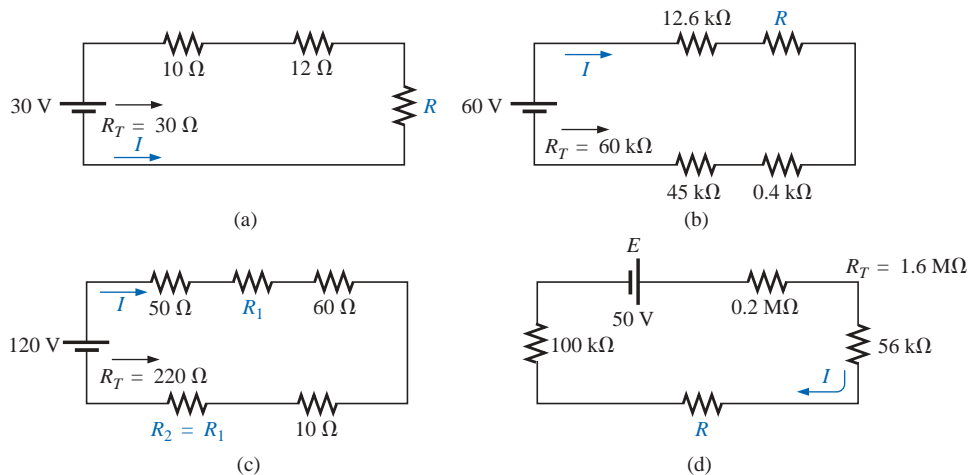 10 Ω
12 Ω
30 V
R
R_T = 30 Ω
I
(a)
12.6 kΩ
R
I
60 V
R_T = 60 kΩ
45 kΩ
0.4 kΩ
(b)
I
50 Ω
R_1
60 Ω
120 V
R_T = 220 Ω
R_2 = R_1
10 Ω
(c)
E
R_T = 1.6 MΩ
50 V
0.2 MΩ
100 kΩ
56 kΩ
I
R
(d)